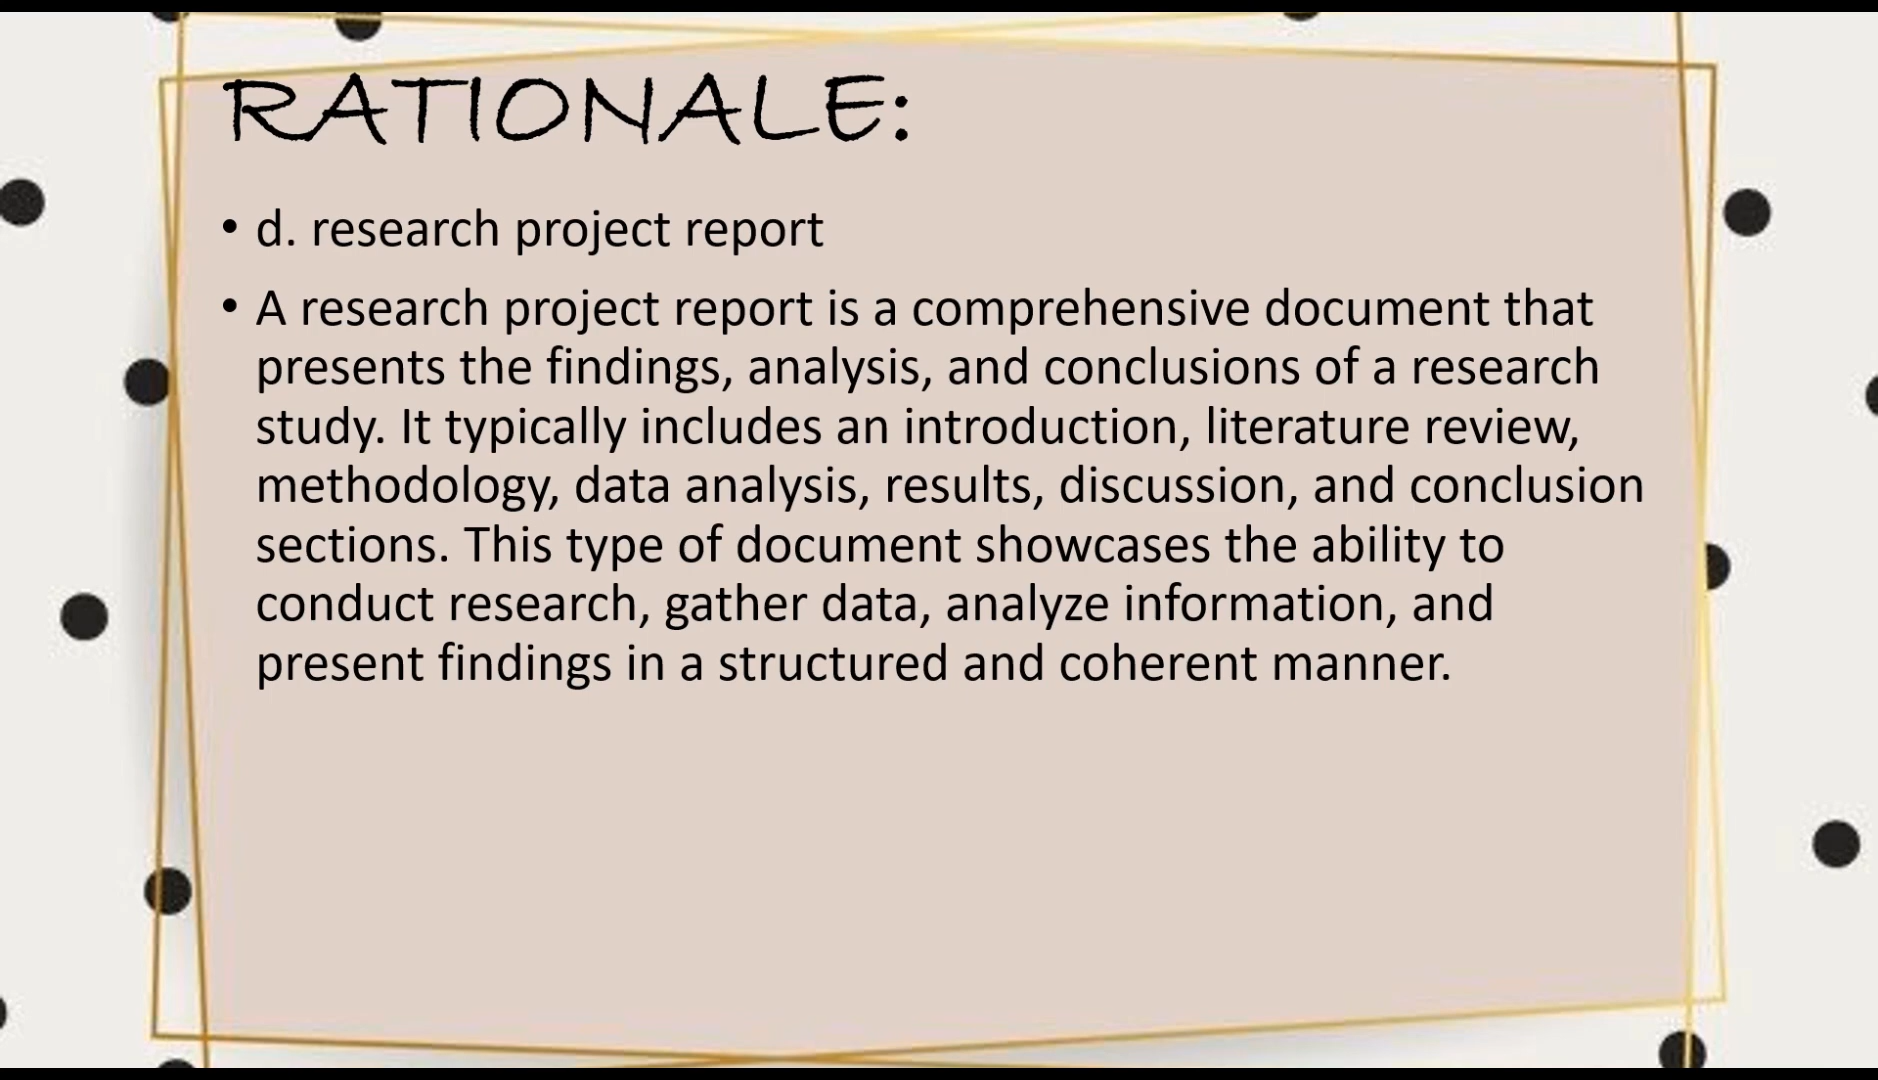 RATIONALE:
• d. research project report
• A research project report is a comprehensive document that
presents the findings, analysis, and conclusions of a research
study. It typically includes an introduction, literature review,
methodology, data analysis, results, discussion, and conclusion
sections. This type of document showcases the ability to
conduct research, gather data, analyze information, and
present findings in a structured and coherent manner.